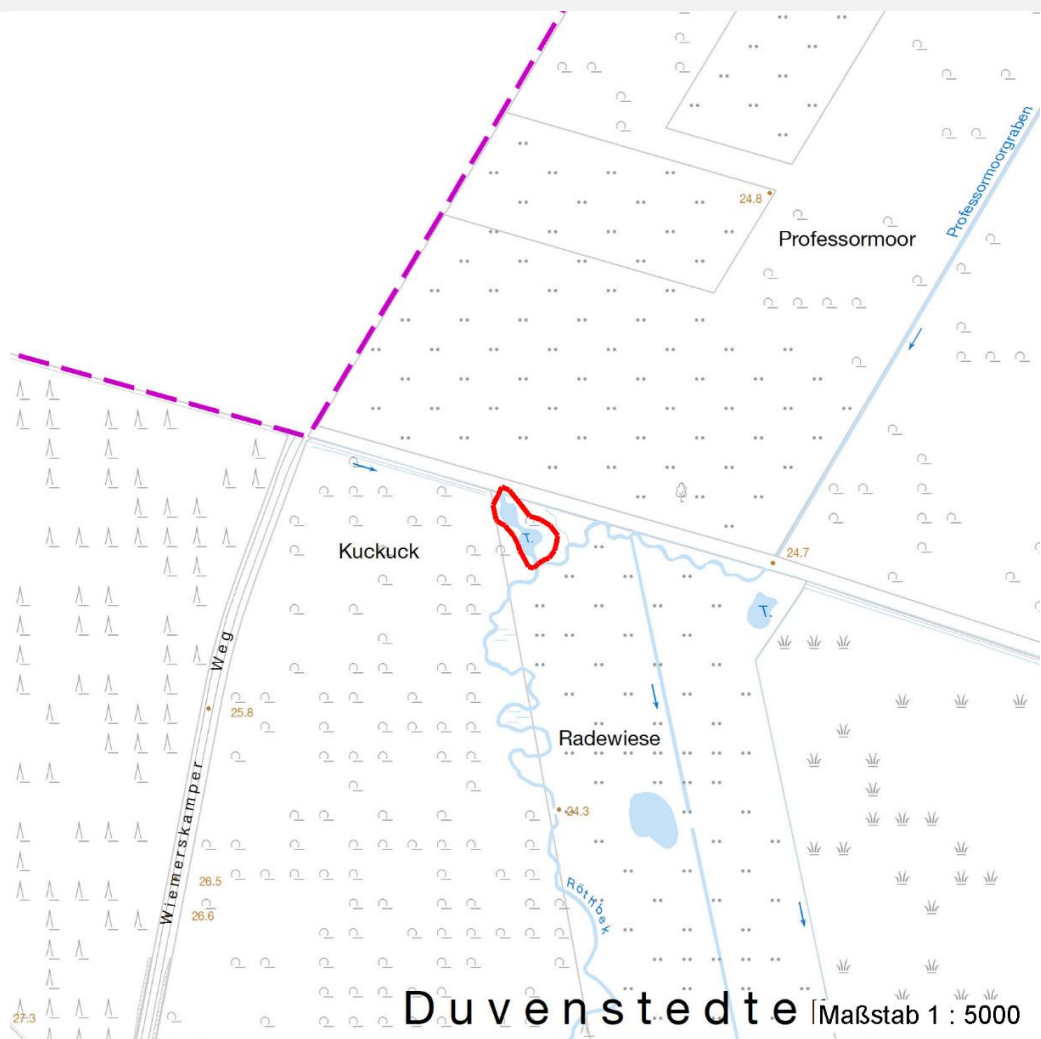 Professormoorgraben
24.8
Professormoor
T.
Kuckuck
24.7
T.
Wiemerskamper Weg
25.8
Radewiese
24.3
26.5
Röthbek
26.6
Duvenstedte
Maßstab 1 : 5000
27.3